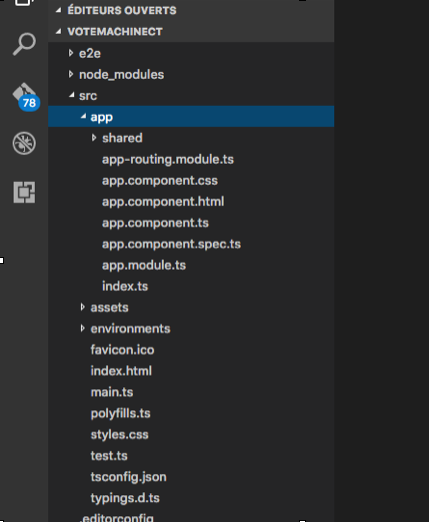 ÉDITEURS OUVERTS
VOTEMACHINECT
e2e
node_modules
src
78
app
shared
app-routing.module.ts
app.component.css
app.component.html
app.component.ts
app.component.spec.ts
app.module.ts
index.ts
assets
environments
favicon.ico
index.html
main.ts
polyfills.ts
styles.css
test.ts
tsconfig.json
typings.d.ts
.editorconfig